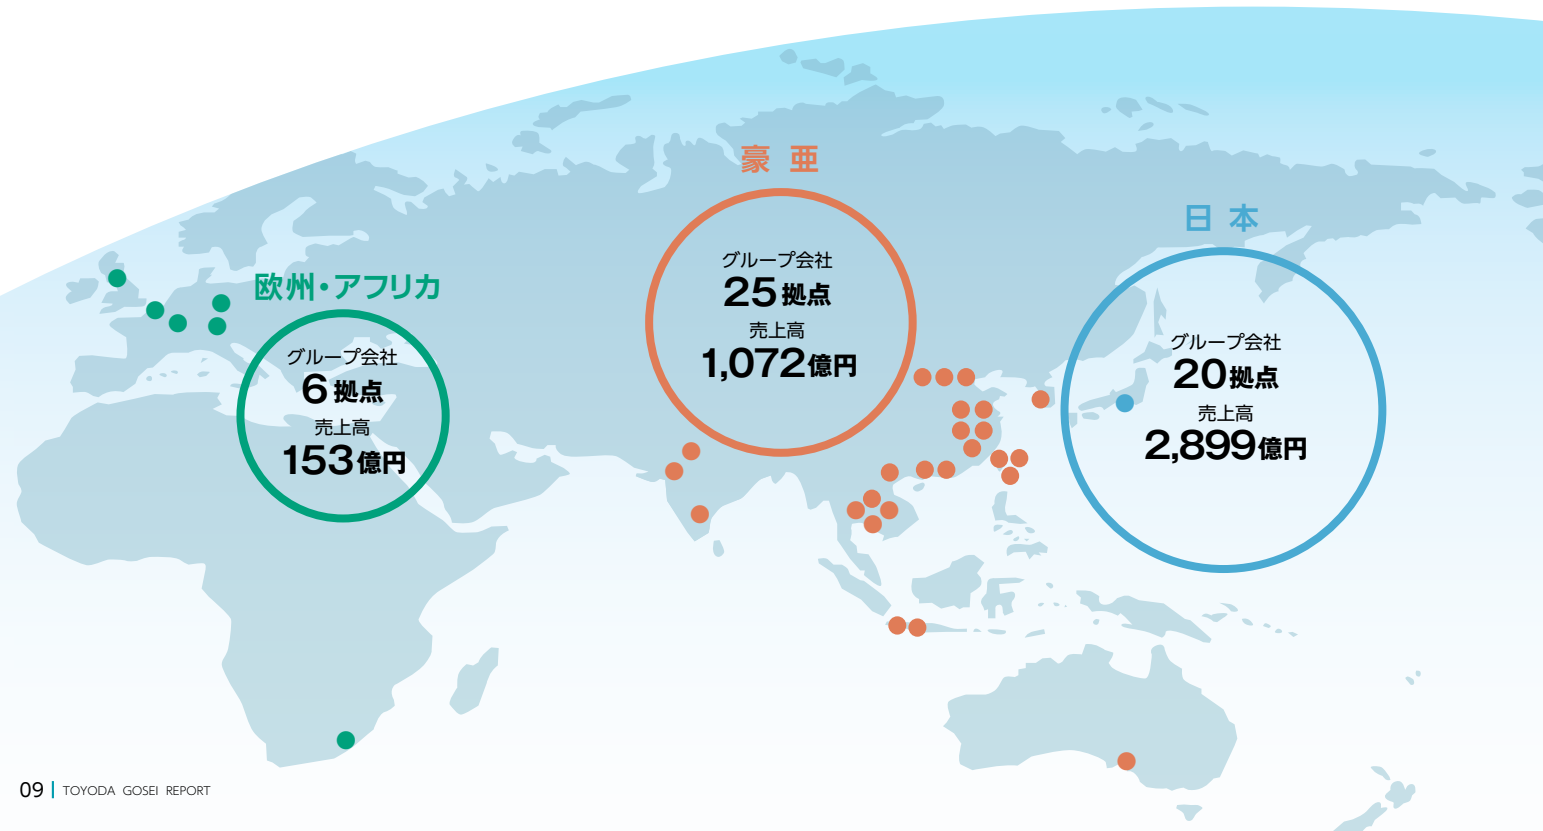 欧州・アフリカ
グループ会社
6拠点
売上高
153億円
豪亜
グループ会社
25拠点
売上高
1,072億円
日本
グループ会社
20拠点
売上高
2,899億円
09 | TOYODA GOSEI REPORT